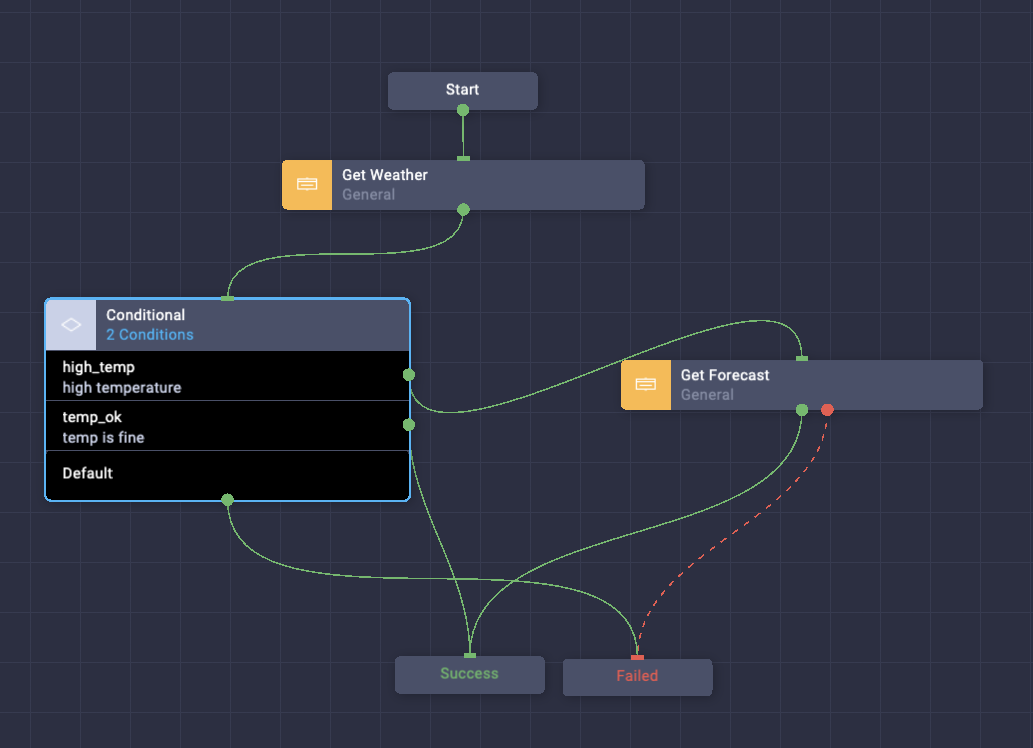 Start
Get Weather
General
Conditional
2 Conditions
high_temp
high temperature
temp_ok
temp is fine
Default
Get Forecast
General
Success
Failed